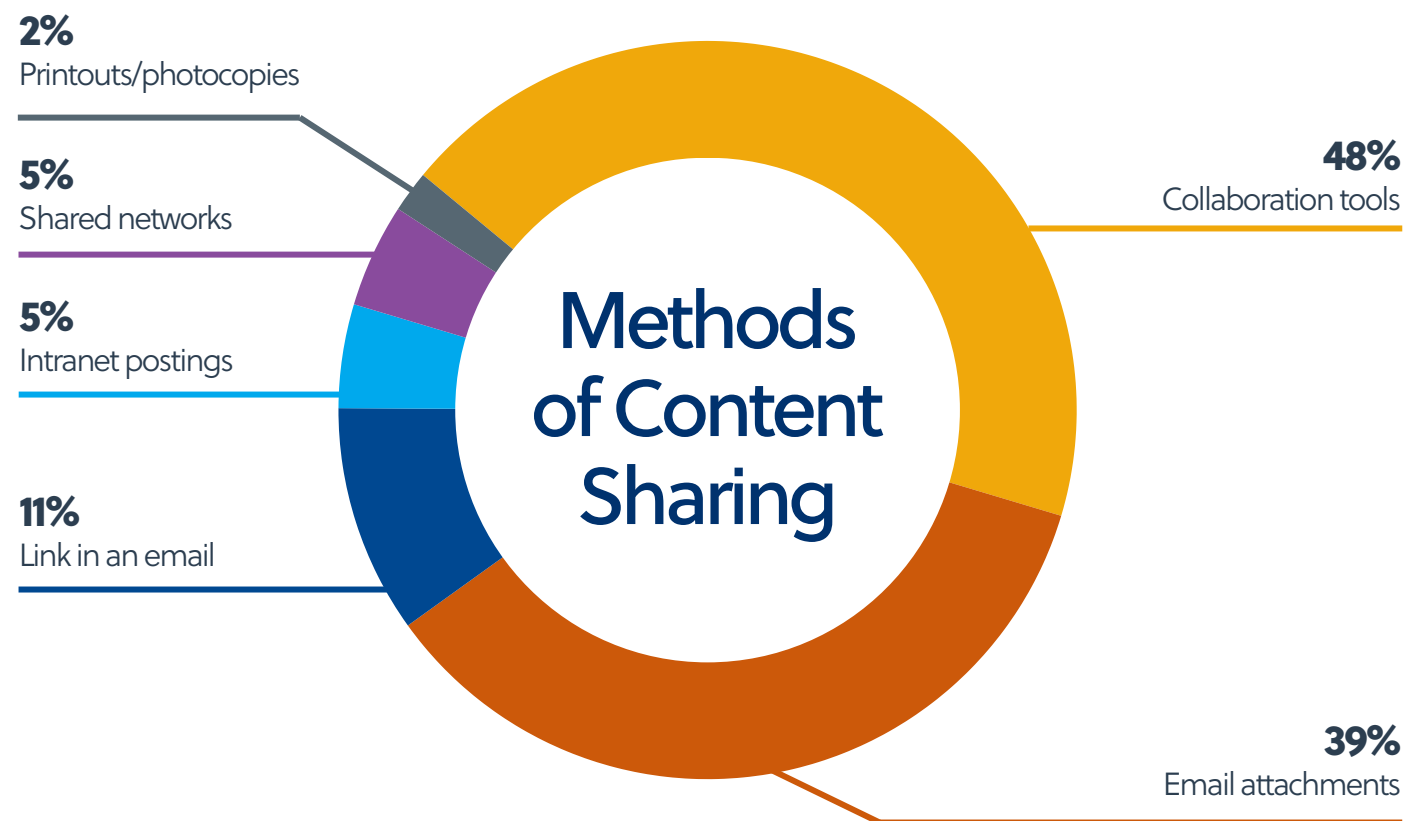 2%
Printouts/photocopies
5%
Shared networks
5%
Intranet postings
11%
Link in an email
Methods
of Content
Sharing
48%
Collaboration tools
39%
Email attachments